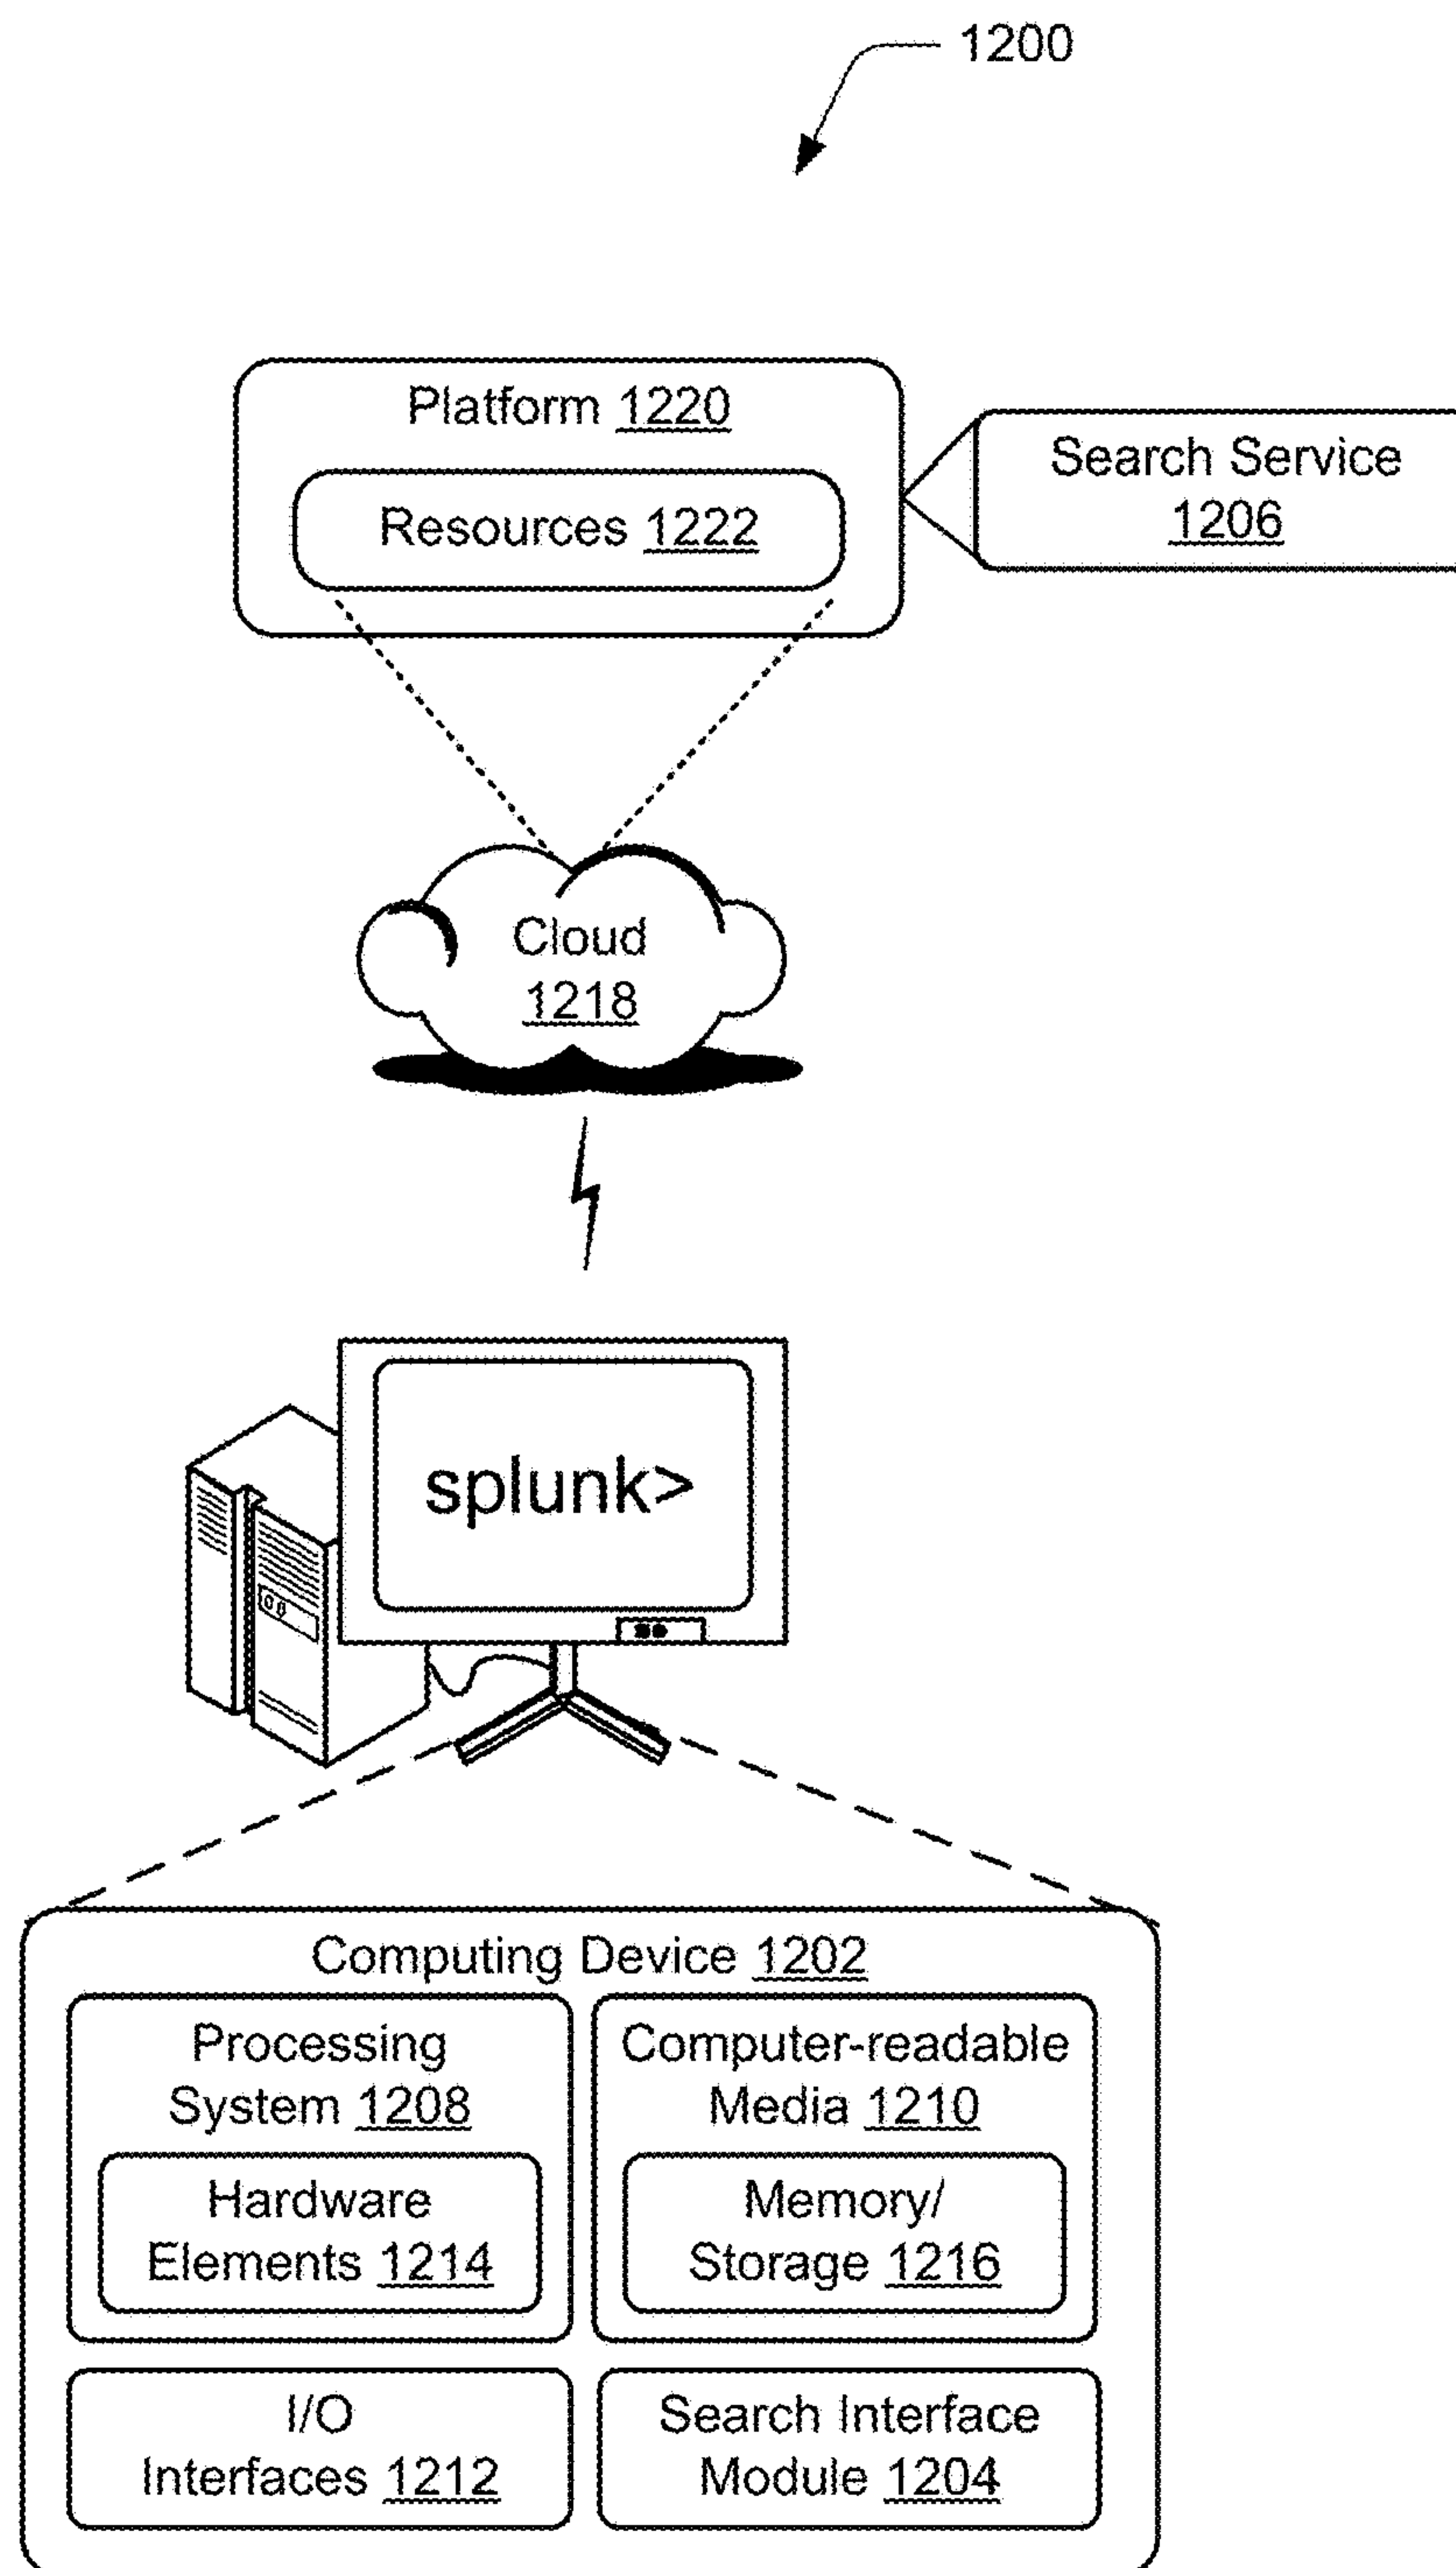 1200
Platform 1220
Resources 1222
Search Service
1206
Cloud
1218
splunk>
Computing Device 1202
Processing
System 1208
Hardware
Elements 1214
Computer-readable
Media 1210
Memory/
Storage 1216
I/O
Interfaces 1212
Search Interface
Module 1204